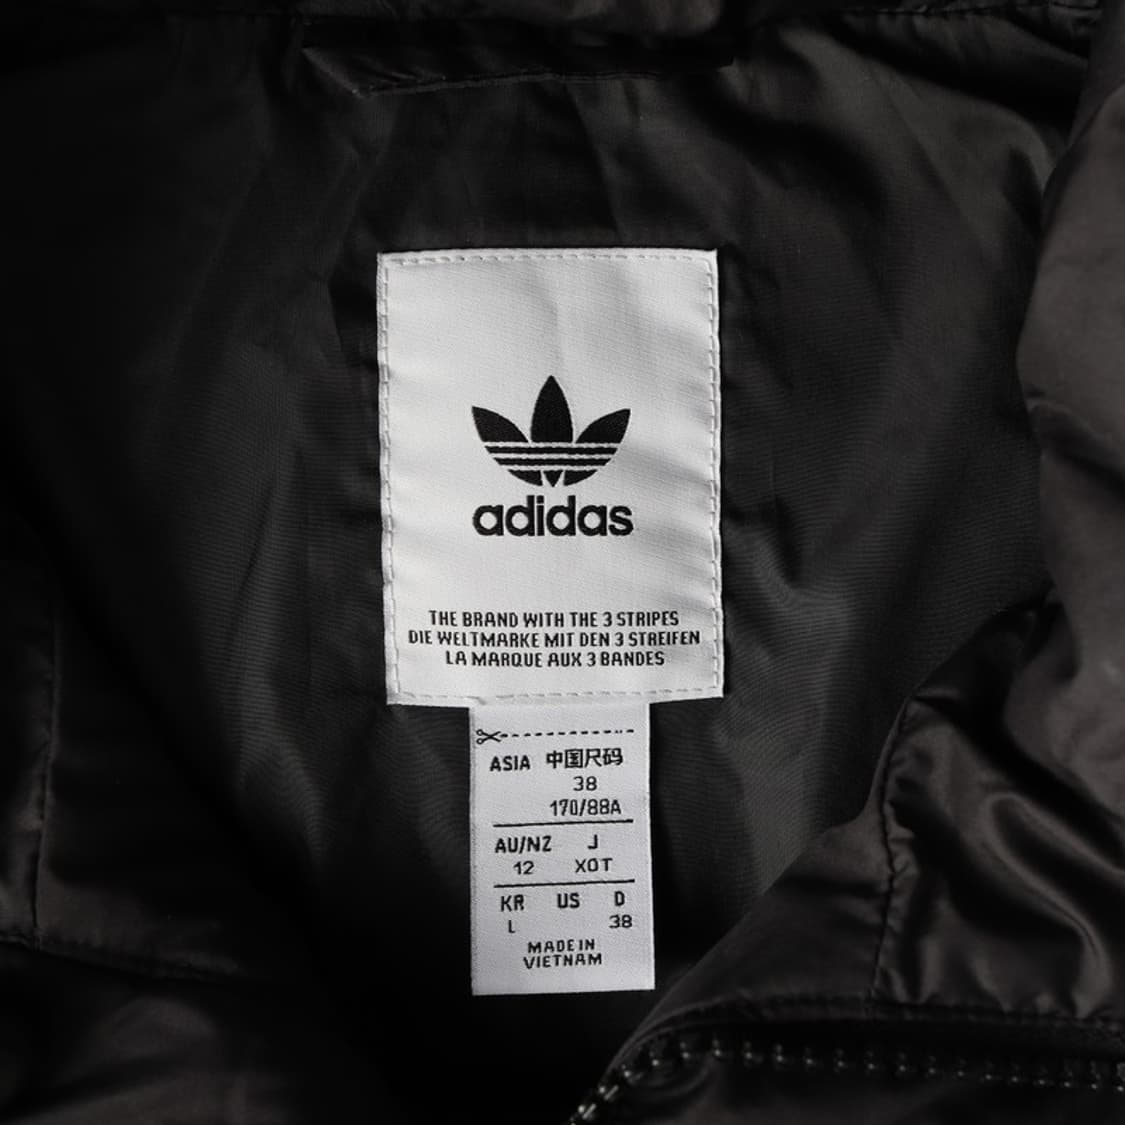 adidas
THE BRAND WITH THE 3 STRIPES
DIE WELTMARKE MIT DEN 3 STREIFEN
LA MARQUE AUX 3 BANDES
ASIA 中国尺码
38
170/88A
AU/NZ J
12 XOT
KR US D
L 38
MADE IN
VIETNAM